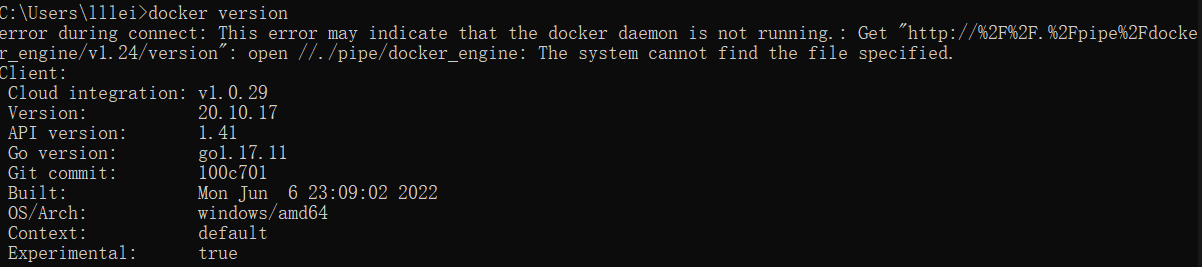 C:\Users\lllei>docker version
error during connect: This error may indicate that the docker daemon is not running.: Get "http://%2F%2F.%2Fpipe%2Fdocke
r_engine/v1.24/version": open //./pipe/docker_engine: The system cannot find the file specified.
Client:
 Cloud integration: v1.0.29
 Version:           20.10.17
 API version:       1.41
 Go version:        go1.17.11
 Git commit:        100c701
 Built:             Mon Jun  6 23:09:02 2022
 OS/Arch:           windows/amd64
 Context:           default
 Experimental:      true